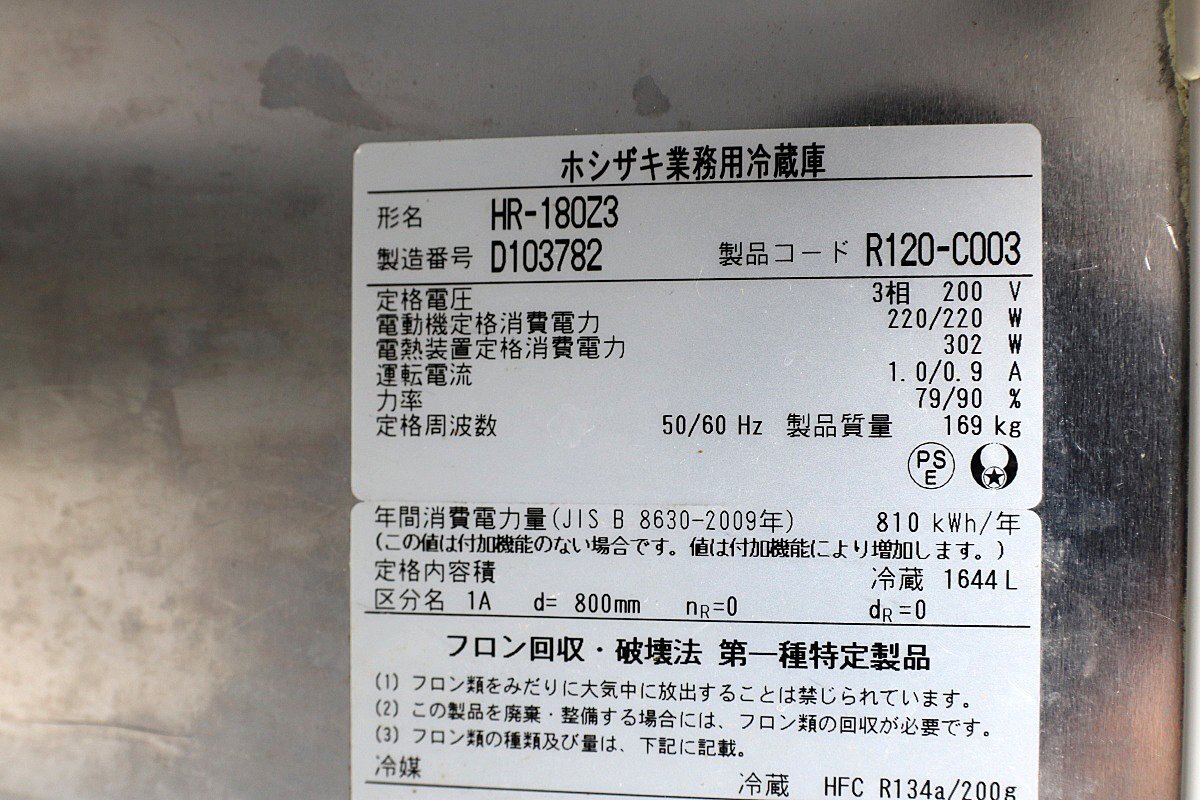 ホシザキ業務用冷蔵庫
形名 HR-180Z3
製造番号 D103782 製品コード R120-C003
定格電圧 3相 200 V
電動機定格消費電力 220/220 W
電熱装置定格消費電力 302 W
運転電流 1.0/0.9 A
力率 79/90 %
定格周波数 50/60 Hz 製品質量 169 kg
PS
E
年間消費電力量(JIS B 8630-2009年) 810 kWh/年
(この値は付加機能のない場合です。値は付加機能により増加します。)
定格内容積 冷蔵 1644 L
区分名 1A d= 800mm nR=0 dR=0
フロン回収・破壊法 第一種特定製品
(1) フロン類をみだりに大気中に放出することは禁じられています。
(2) この製品を廃棄・整備する場合には、フロン類の回収が必要です。
(3) フロン類の種類及び量は、下記に記載。
冷媒
冷蔵 HFC R134a/200g